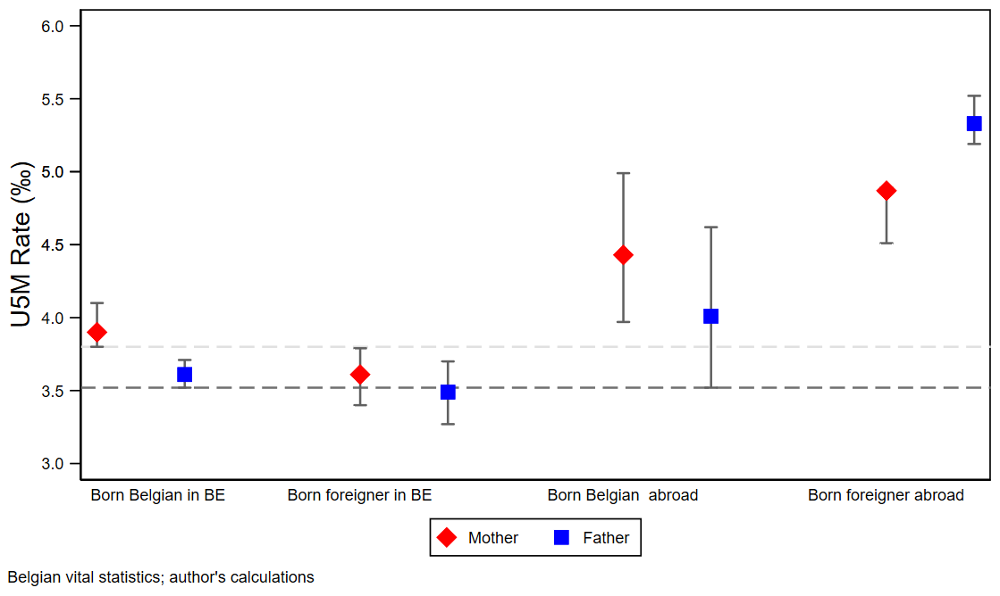 6.0
5.5
5.0
4.5
4.0
3.5
3.0
U5M Rate (‰)
Born Belgian in BE
Born foreigner in BE
Born Belgian  abroad
Born foreigner abroad
Mother
Father
Belgian vital statistics; author's calculations